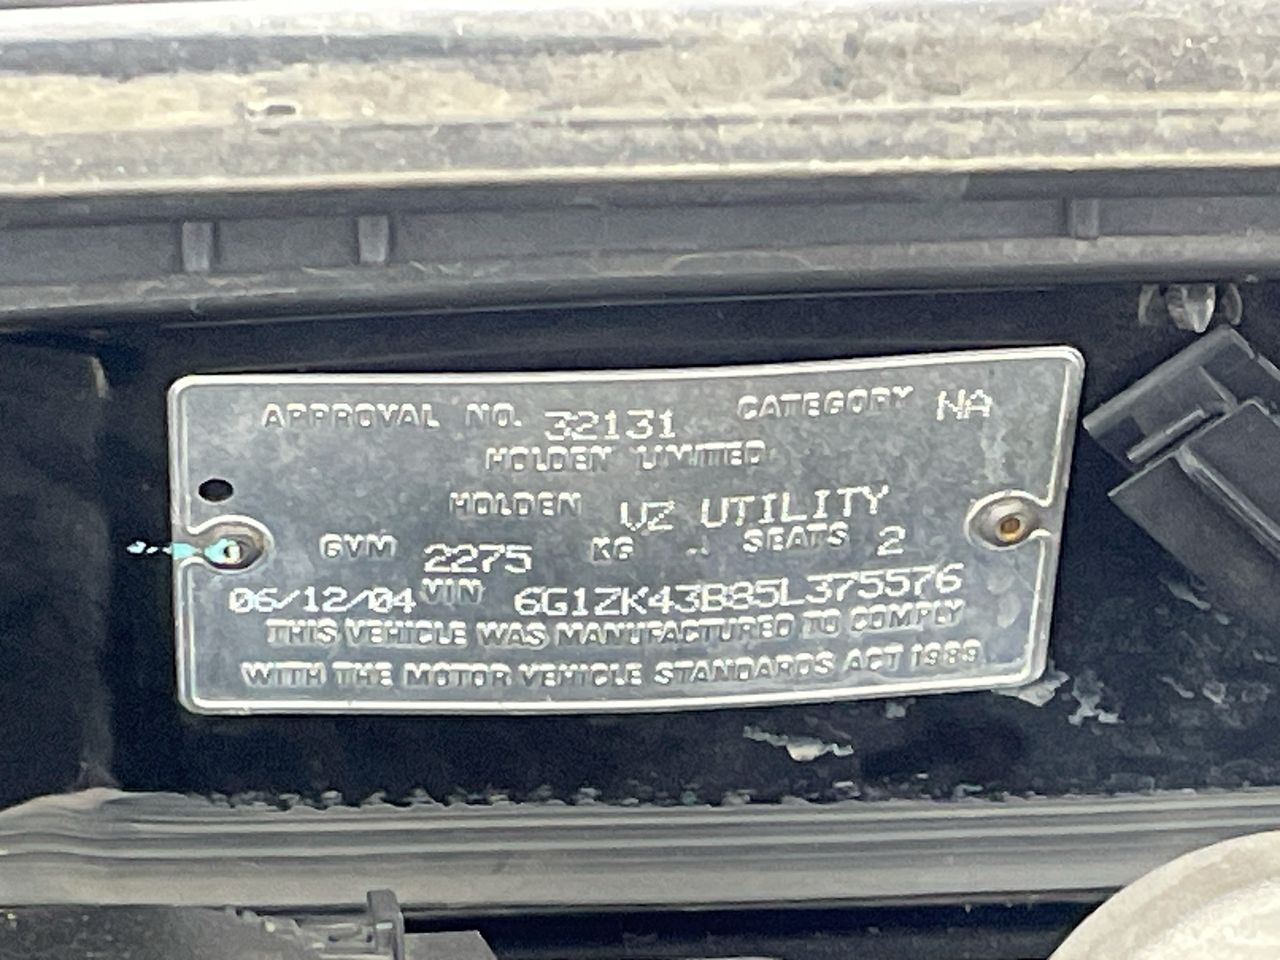 APPROVAL NO. 32131 CATEGORY NA
HOLDEN LIMITED
HOLDEN VZ UTILITY
GVM 2275 KG SEATS 2
06/12/04 VIN 6G1ZK43B85L375576
THIS VEHICLE WAS MANUFACTURED TO COMPLY
WITH THE MOTOR VEHICLE STANDARDS ACT 1989